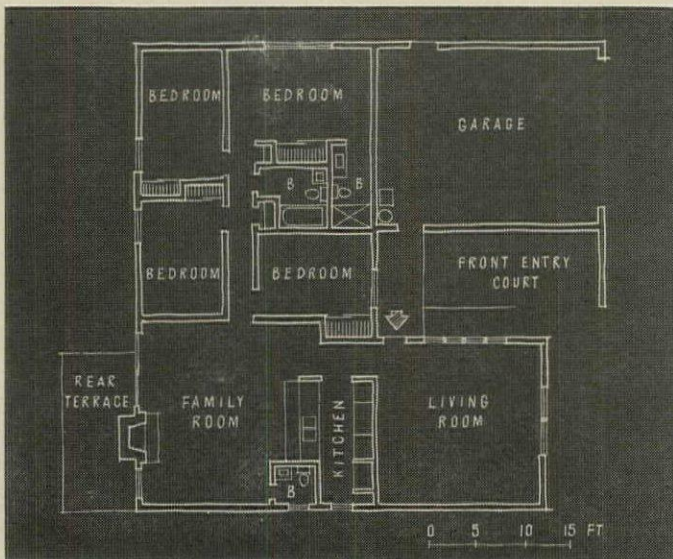 BEDROOM
BEDROOM
GARAGE
B
B
BEDROOM
BEDROOM
FRONT ENTRY
COURT
REAR
TERRACE
FAMILY
ROOM
KITCHEN
LIVING
ROOM
B
0 5 10 15 FT